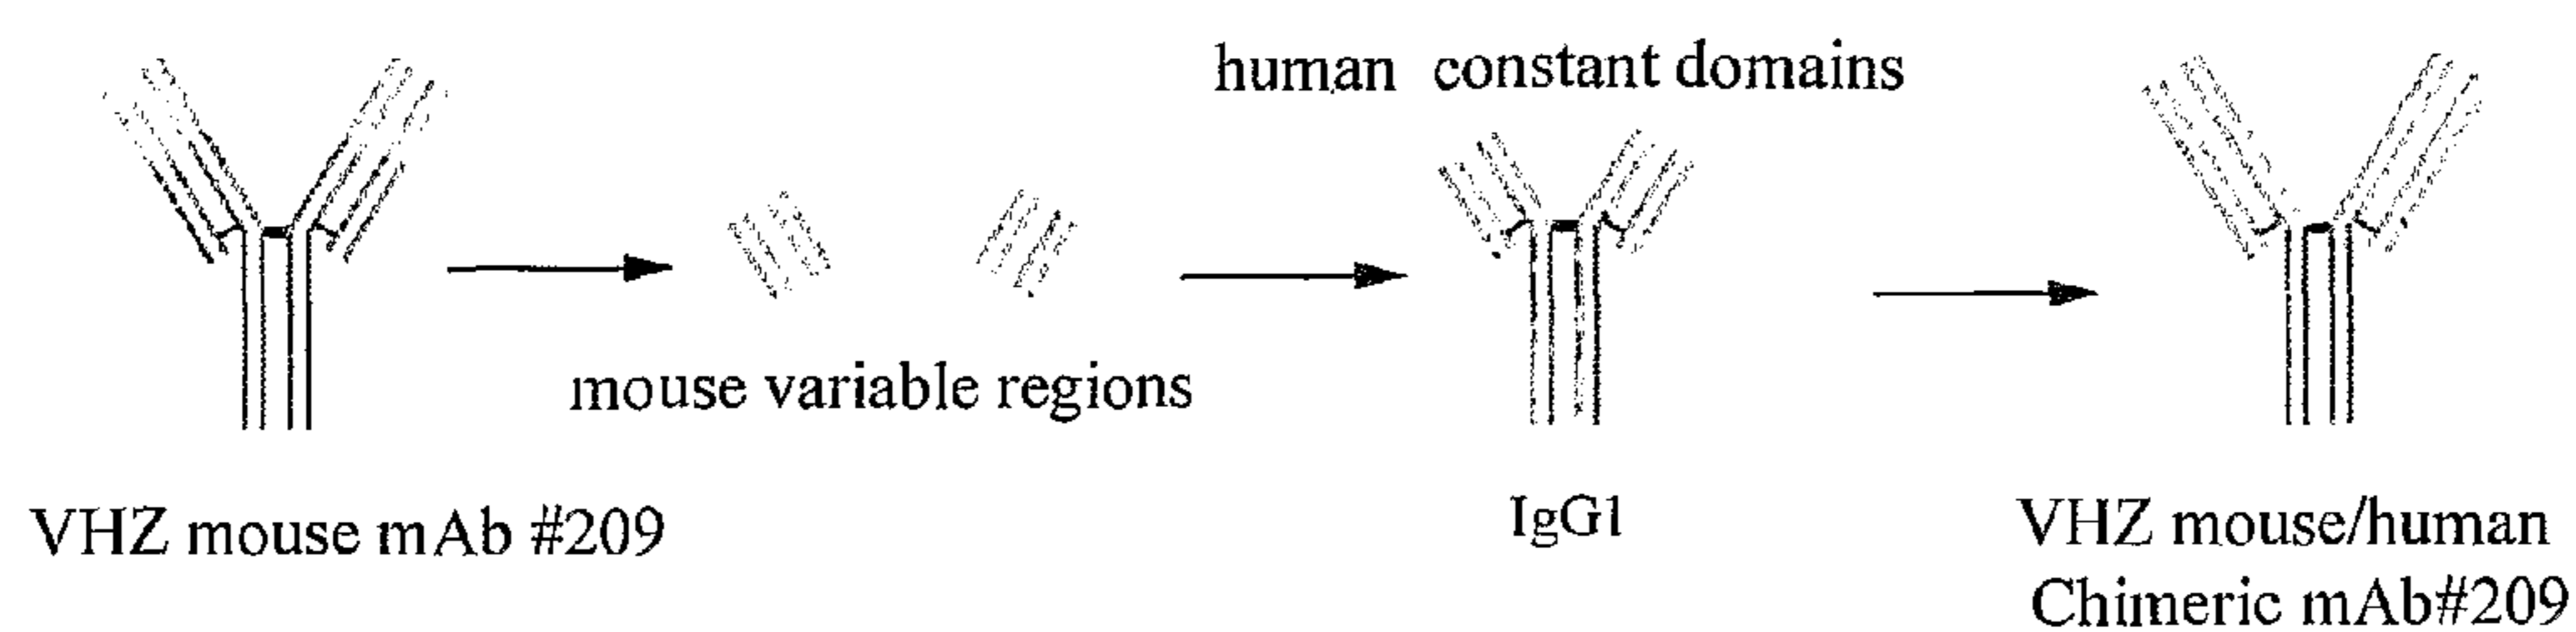 human constant domains
mouse variable regions
VHZ mouse mAb #209
IgG1
VHZ mouse/human
Chimeric mAb#209